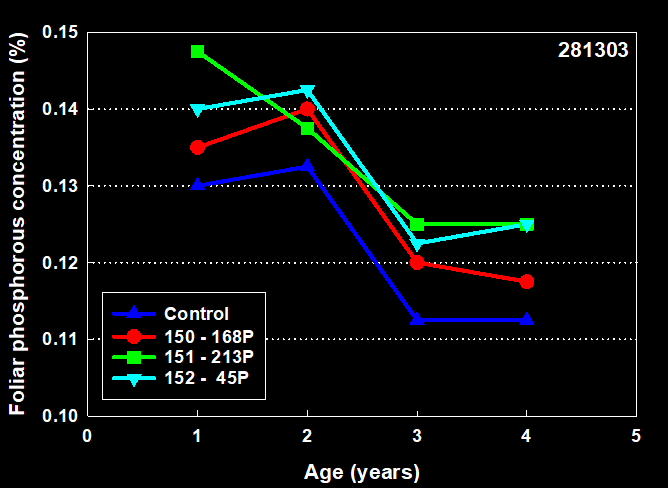 281303
Foliar phosphorous concentration (%)
0.15
0.14
0.13
0.12
0.11
0.10
Control
150 - 168P
151 - 213P
152 -  45P
0 1 2 3 4 5
Age (years)